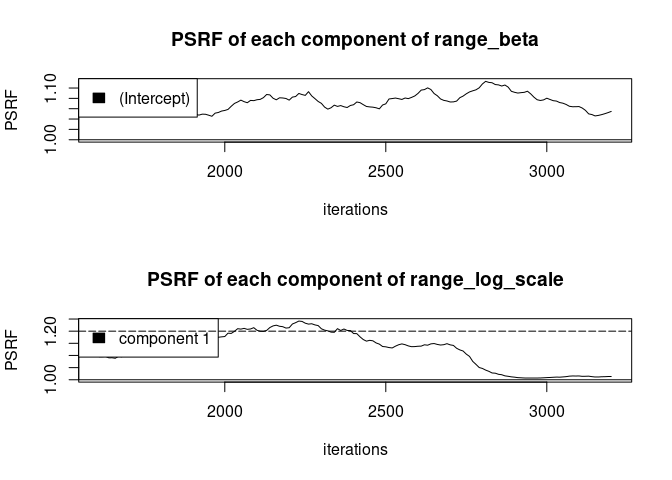 PSRF of each component of range_beta
PSRF
1.00 1.10
(Intercept)
2000 2500 3000
iterations
PSRF of each component of range_log_scale
PSRF
1.00 1.20
component 1
2000 2500 3000
iterations